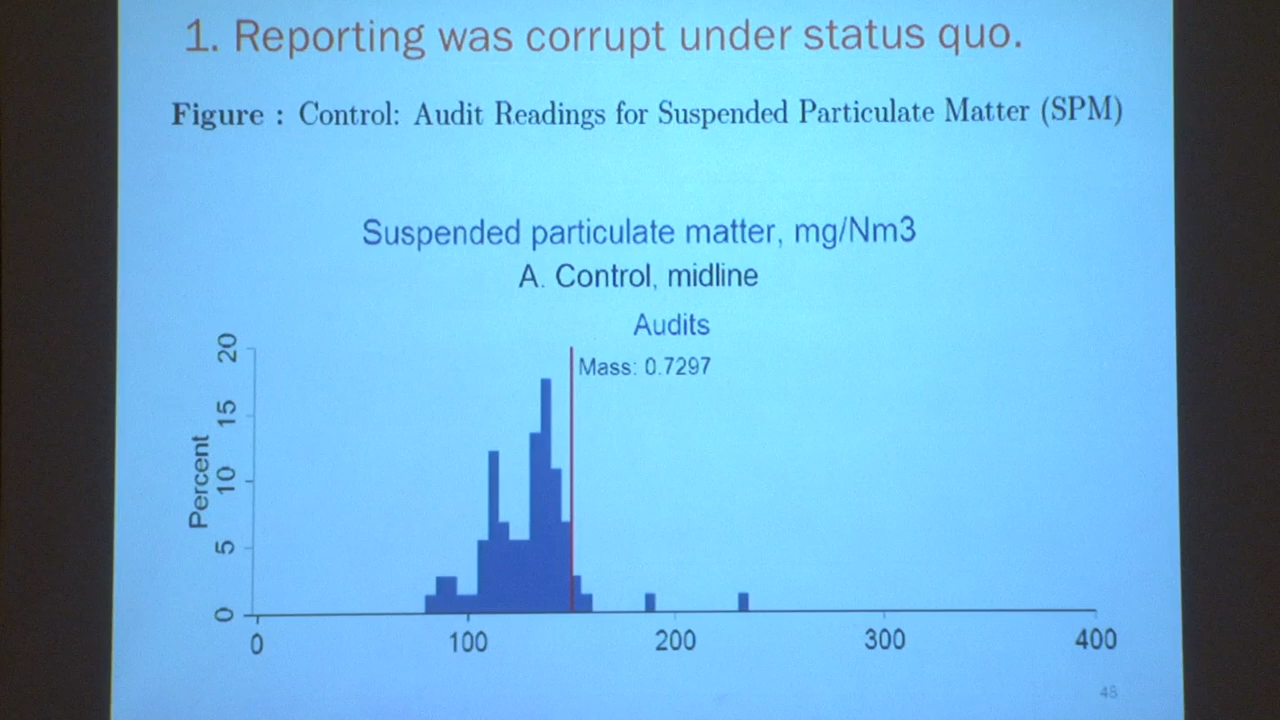 1. Reporting was corrupt under status quo.
Figure : Control: Audit Readings for Suspended Particulate Matter (SPM)
Suspended particulate matter, mg/Nm3
A. Control, midline
Audits
Mass: 0.7297
Percent
20
15
10
5
0
0 100 200 300 400
48